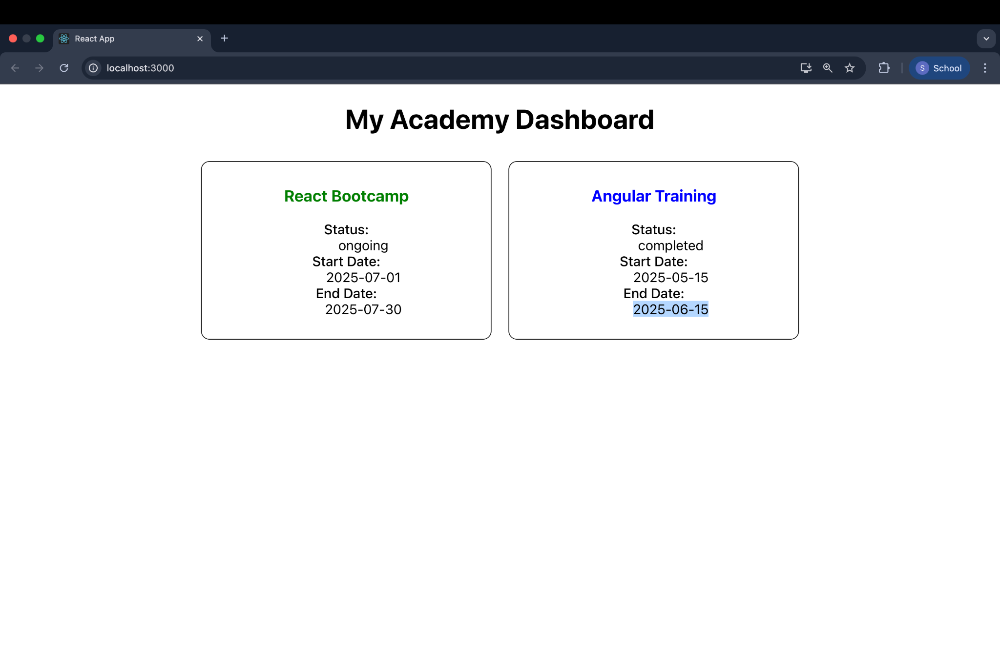 React App
localhost:3000
S School
My Academy Dashboard
React Bootcamp
Status:
ongoing
Start Date:
2025-07-01
End Date:
2025-07-30
Angular Training
Status:
completed
Start Date:
2025-05-15
End Date:
2025-06-15